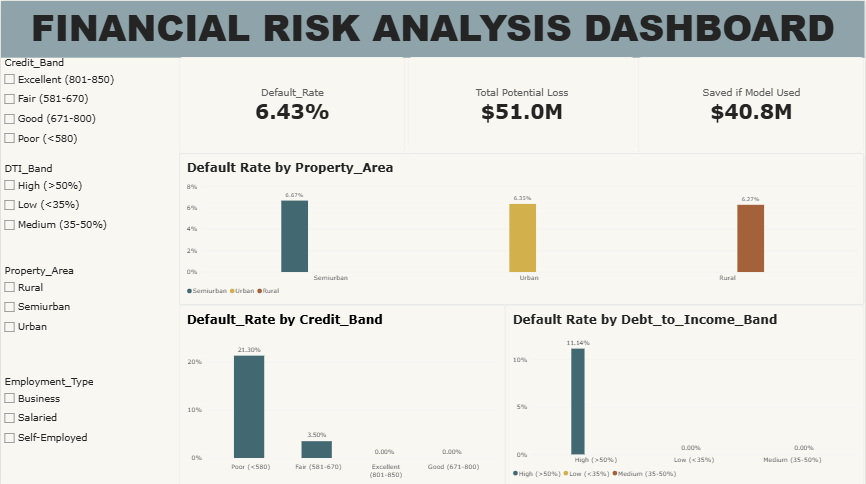 FINANCIAL RISK ANALYSIS DASHBOARD
Credit_Band
Excellent (801-850)
Fair (581-670)
Good (671-800)
Poor (<580)
DTI_Band
High (>50%)
Low (<35%)
Medium (35-50%)
Property_Area
Rural
Semiurban
Urban
Employment_Type
Business
Salaried
Self-Employed
Default_Rate
6.43%
Total Potential Loss
$51.0M
Saved if Model Used
$40.8M
Default Rate by Property_Area
8%
6%
4%
2%
0%
6.67%
6.35%
6.27%
Semiurban
Urban
Rural
Semiurban Urban Rural
Default_Rate by Credit_Band
20%
10%
0%
21.30%
3.50%
0.00%
0.00%
Poor (<580)
Fair (581-670)
Excellent
(801-850)
Good (671-800)
Default Rate by Debt_to_Income_Band
10%
5%
0%
11.14%
0.00%
0.00%
High (>50%)
Low (<35%)
Medium (35-50%)
High (>50%) Low (<35%) Medium (35-50%)